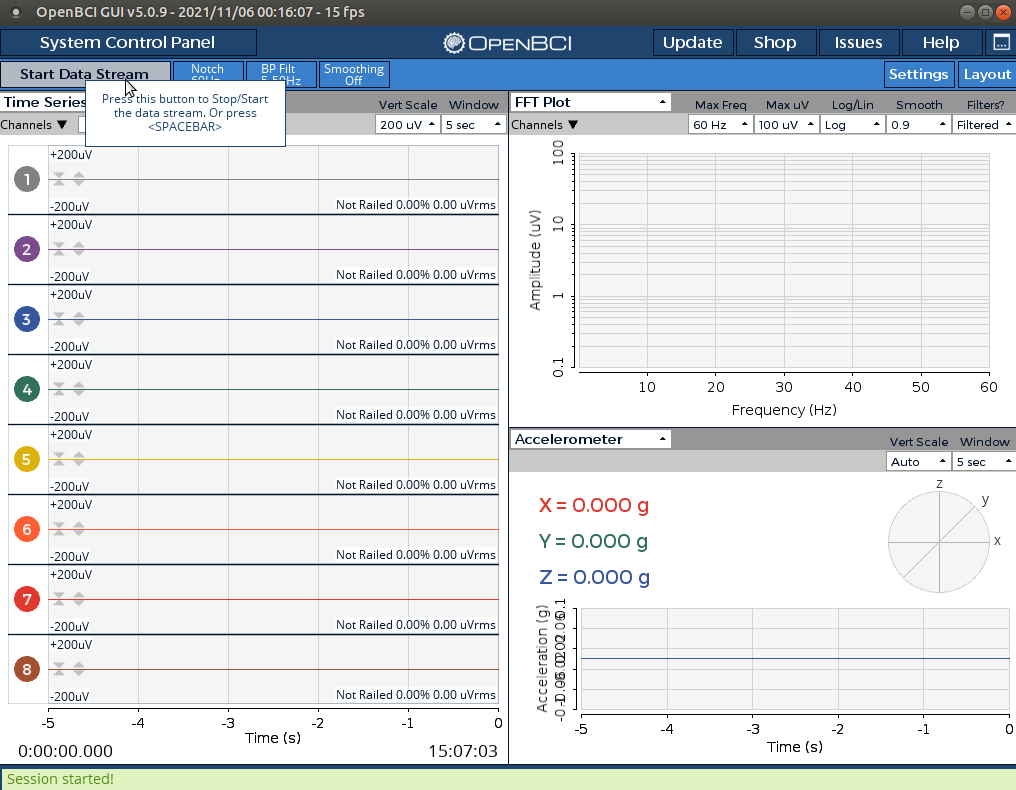 OpenBCI GUI v5.0.9 - 2021/11/06 00:16:07 - 15 fps
System Control Panel
OPENBCI
Update
Shop
Issues
Help
Start Data Stream
Notch
60Hz
BP Filt
5-50Hz
Smoothing
Off
Settings
Layout
Press this button to Stop/Start
the data stream. Or press
<SPACEBAR>
Time Series
Vert Scale
Window
Channels ▼
200 uV
5 sec
1
+200uV
-200uV
Not Railed 0.00% 0.00 uVrms
2
+200uV
-200uV
Not Railed 0.00% 0.00 uVrms
3
+200uV
-200uV
Not Railed 0.00% 0.00 uVrms
4
+200uV
-200uV
Not Railed 0.00% 0.00 uVrms
5
+200uV
-200uV
Not Railed 0.00% 0.00 uVrms
6
+200uV
-200uV
Not Railed 0.00% 0.00 uVrms
7
+200uV
-200uV
Not Railed 0.00% 0.00 uVrms
8
+200uV
-200uV
Not Railed 0.00% 0.00 uVrms
-5 -4 -3 -2 -1 0
Time (s)
0:00:00.000
15:07:03
FFT Plot
Max Freq
Max uV
Log/Lin
Smooth
Filters?
Channels ▼
60 Hz
100 uV
Log
0.9
Filtered
Amplitude (uV)
100
10
1
0.1
10 20 30 40 50 60
Frequency (Hz)
Accelerometer
Vert Scale
Window
Auto
5 sec
X = 0.000 g
Y = 0.000 g
Z = 0.000 g
z
y
x
Acceleration (g)
-5 -4 -3 -2 -1 0
Time (s)
Session started!